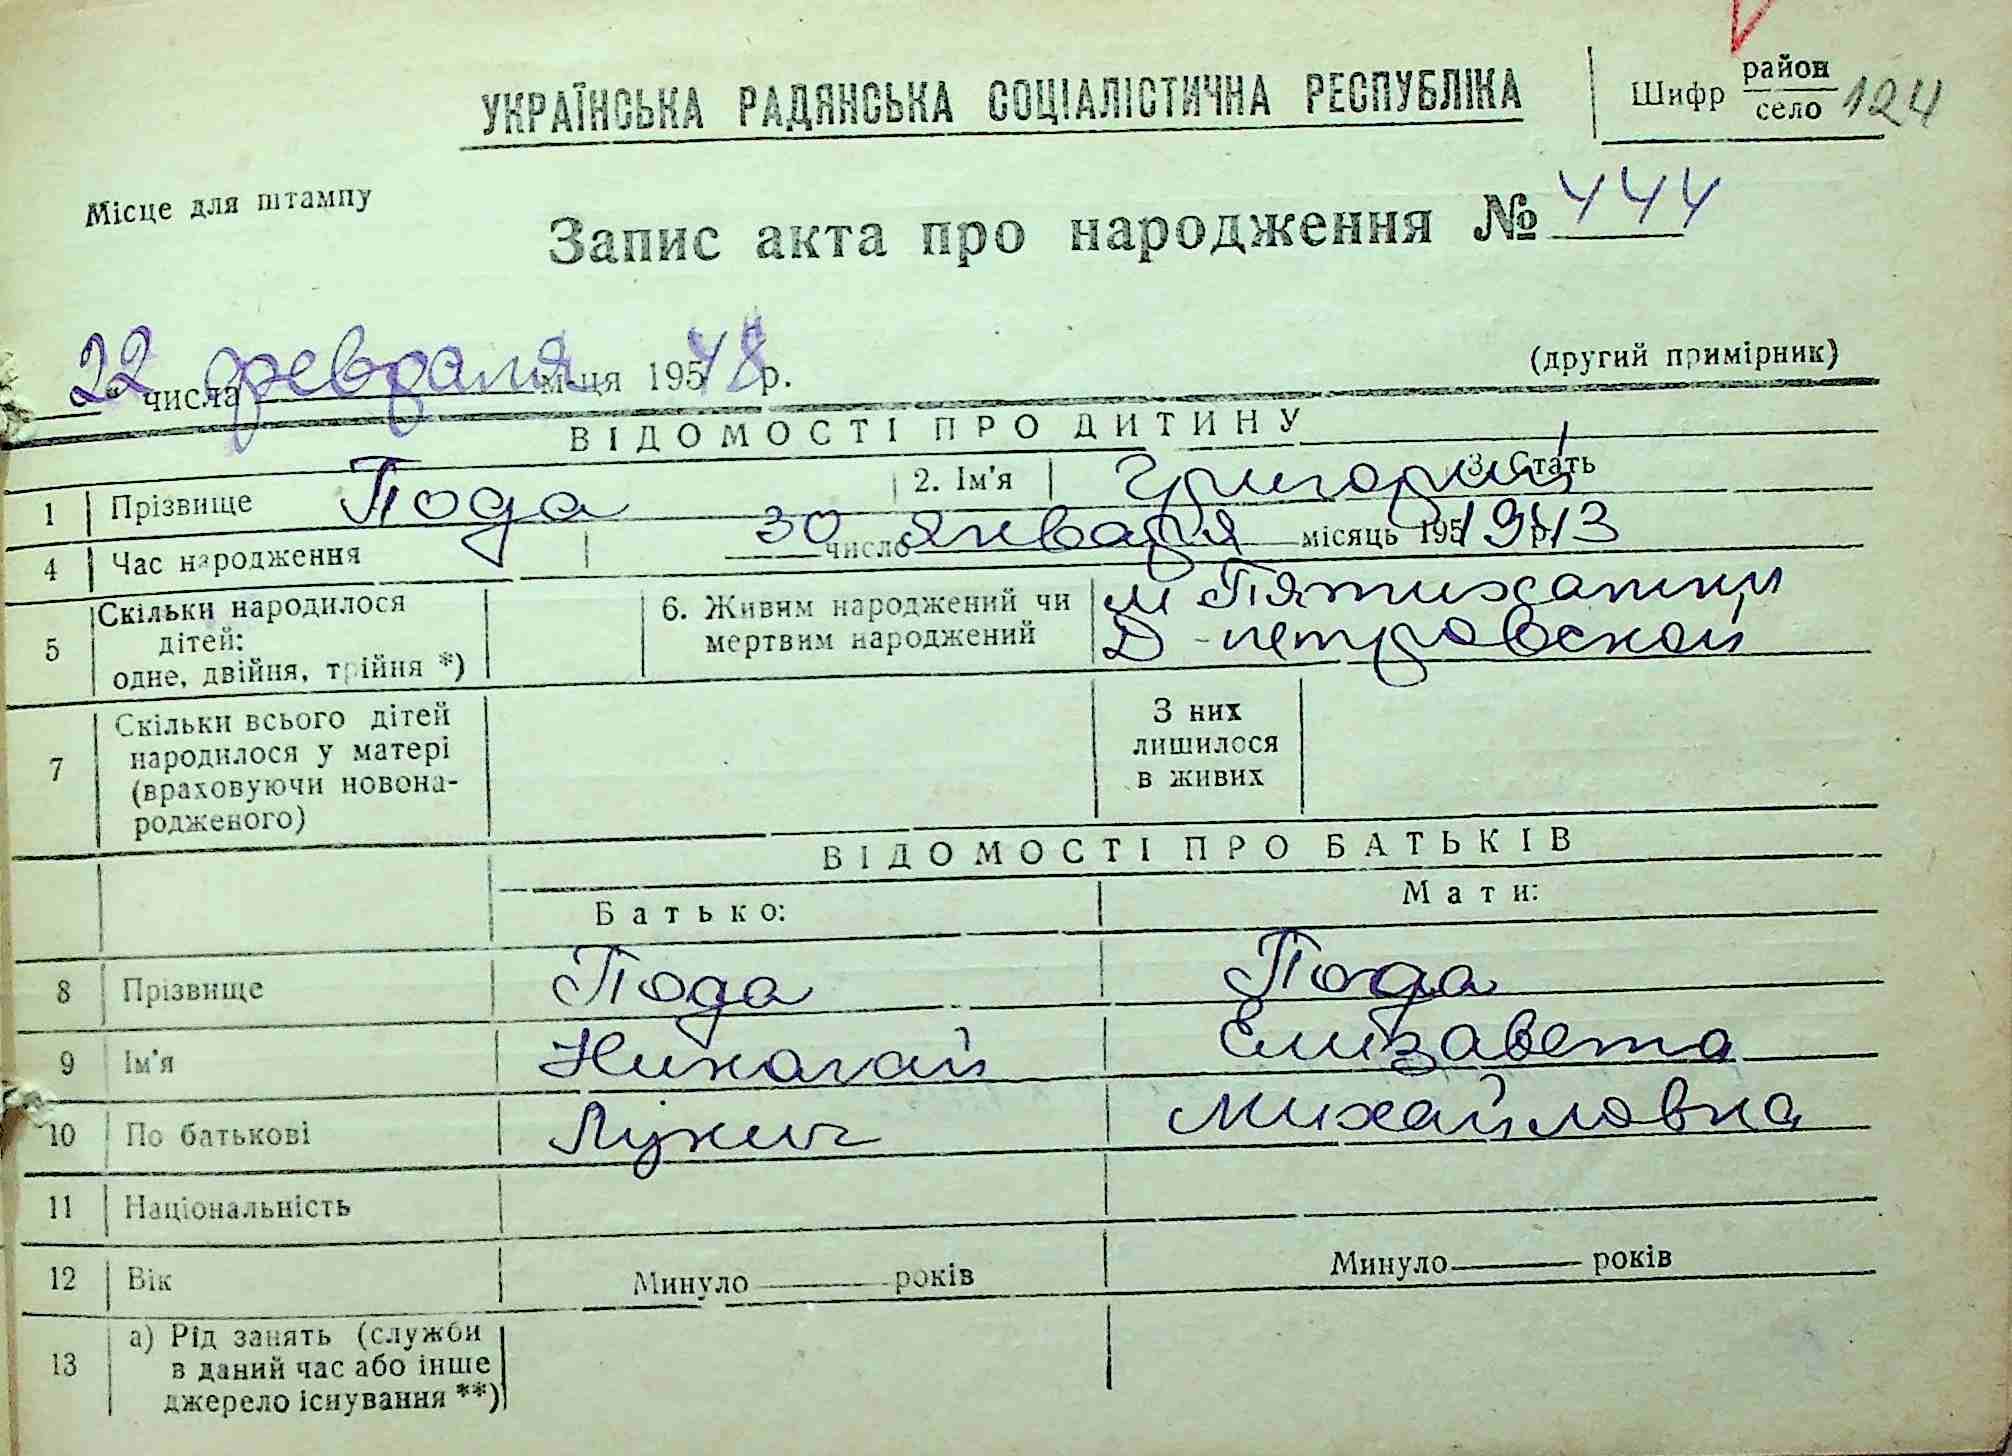 УКРАЇНСЬКА РАДЯНСЬКА СОЦІАЛІСТИЧНА РЕСПУБЛІКА
Шифр район
село 124
Місце для штампу
Запис акта про народження № 444
22 числа февраля м-ця 195 48 р.
(другий примірник)
ВІДОМОСТІ ПРО ДИТИНУ
1 Прізвище Пода 2. Ім'я Григорий 3. Стать
4 Час народження 30 число января місяць 195 1943 р.
5 Скільки народилося дітей: одне, двійня, трійня *) 6. Живим народжений чи мертвим народжений м Пятихатки Д-петровской
7 Скільки всього дітей народилося у матері (враховуючи новонародженого) З них лишилося в живих
ВІДОМОСТІ ПРО БАТЬКІВ
Батько: Мати:
8 Прізвище Пода Пода
9 Ім'я Николай Елизавета
10 По батькові Лукич Михайловна
11 Національність
12 Вік Минуло років Минуло років
13 а) Рід занять (служби в даний час або інше джерело існування **)